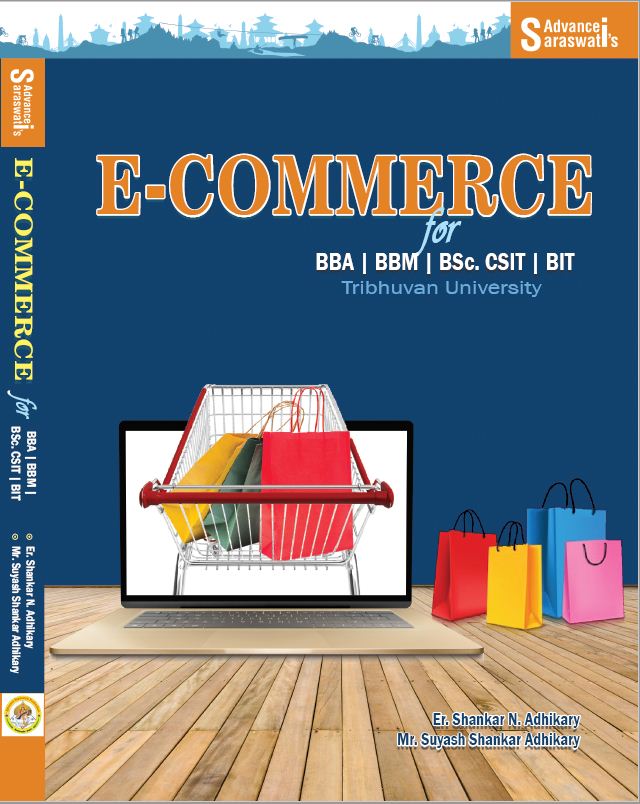 Advance
Saraswati's
E-COMMERCE
for
BBA | BBM | BSc. CSIT | BIT
Tribhuvan University
Er. Shankar N. Adhikary
Mr. Suyash Shankar Adhikary
Advance
Saraswati's
E-COMMERCE
for
BBA | BBM |
BSc. CSIT | BIT
Er. Shankar N. Adhikary
Mr. Suyash Shankar Adhikary